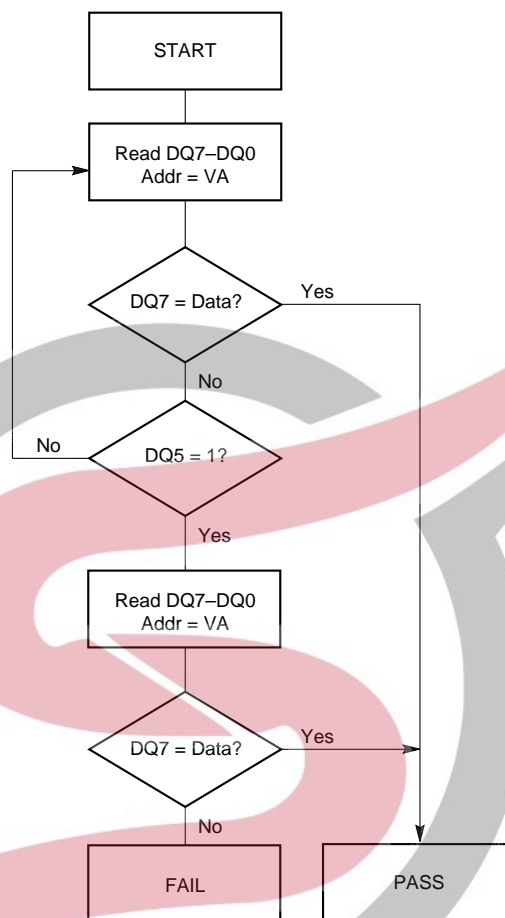 START
Read DQ7–DQ0
Addr = VA
DQ7 = Data?
Yes
No
DQ5 = 1?
No
Yes
Read DQ7–DQ0
Addr = VA
DQ7 = Data?
Yes
No
FAIL
PASS